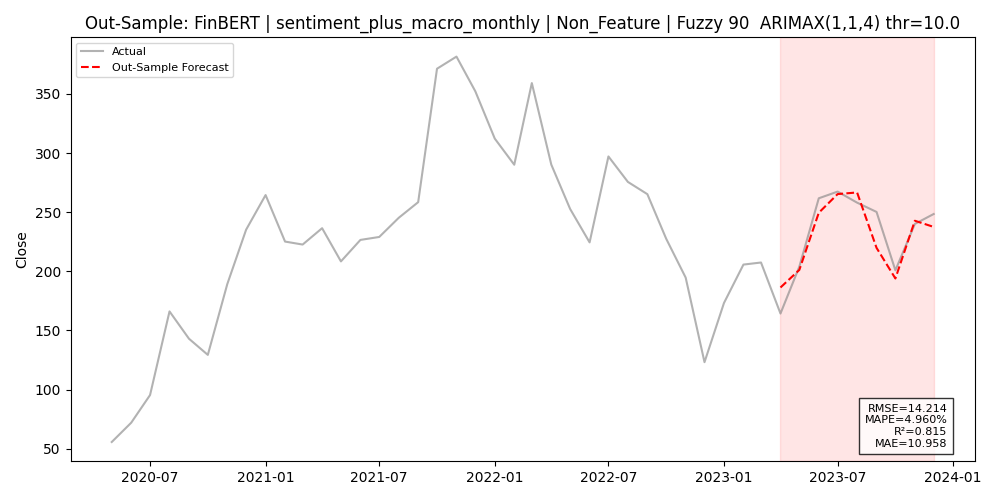 Out-Sample: FinBERT | sentiment_plus_macro_monthly | Non_Feature | Fuzzy 90  ARIMAX(1,1,4) thr=10.0
Actual
Out-Sample Forecast
Close
350
300
250
200
150
100
50
RMSE=14.214
MAPE=4.960%
R²=0.815
MAE=10.958
2020-07 2021-01 2021-07 2022-01 2022-07 2023-01 2023-07 2024-01